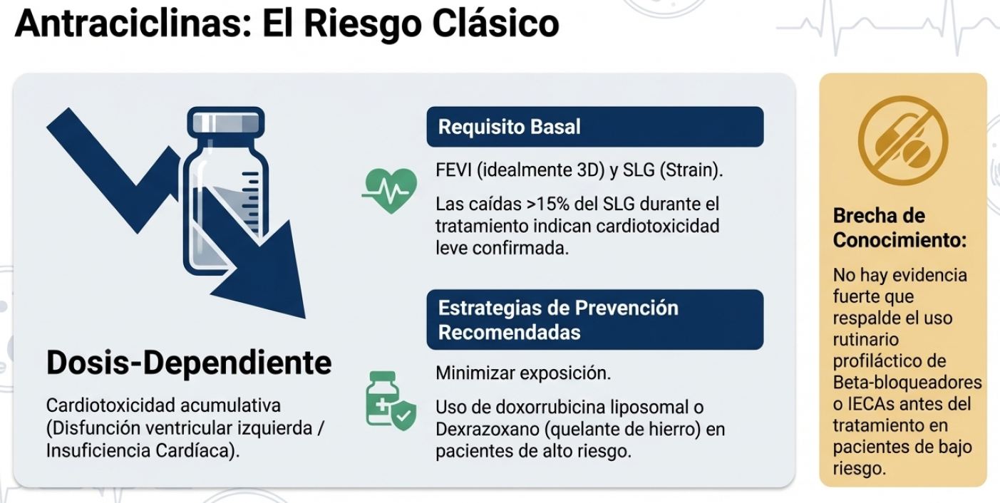 Antraciclinas: El Riesgo Clásico
Dosis-Dependiente
Cardiotoxicidad acumulativa
(Disfunción ventricular izquierda /
Insuficiencia Cardíaca).
Requisito Basal
FEVI (idealmente 3D) y SLG (Strain).
Las caídas >15% del SLG durante el
tratamiento indican cardiotoxicidad
leve confirmada.
Estrategias de Prevención
Recomendadas
Minimizar exposición.
Uso de doxorrubicina liposomal o
Dexrazoxano (quelante de hierro) en
pacientes de alto riesgo.
Brecha de
Conocimiento:
No hay evidencia
fuerte que
respalde el uso
rutinario
profiláctico de
Beta-bloqueadores
o IECAs antes del
tratamiento en
pacientes de bajo
riesgo.